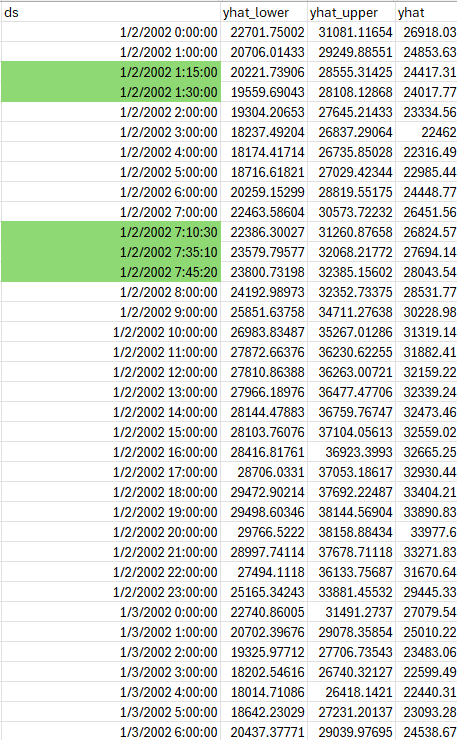 ds yhat_lower yhat_upper yhat
1/2/2002 0:00:00 22701.75002 31081.11654 26918.03
1/2/2002 1:00:00 20706.01433 29249.88551 24853.63
1/2/2002 1:15:00 20221.73906 28555.31425 24417.31
1/2/2002 1:30:00 19559.69043 28108.12868 24017.77
1/2/2002 2:00:00 19304.20653 27645.21433 23334.56
1/2/2002 3:00:00 18237.49204 26837.29064 22462
1/2/2002 4:00:00 18174.41714 26735.85028 22316.49
1/2/2002 5:00:00 18716.61821 27029.42344 22985.44
1/2/2002 6:00:00 20259.15299 28819.55175 24448.77
1/2/2002 7:00:00 22463.58604 30573.72232 26451.56
1/2/2002 7:10:30 22386.30027 31260.87658 26824.57
1/2/2002 7:35:10 23579.79577 32068.21772 27694.14
1/2/2002 7:45:20 23800.73198 32385.15602 28043.54
1/2/2002 8:00:00 24192.98973 32352.73375 28531.77
1/2/2002 9:00:00 25851.63758 34711.27638 30228.98
1/2/2002 10:00:00 26983.83487 35267.01286 31319.14
1/2/2002 11:00:00 27872.66376 36230.62255 31882.41
1/2/2002 12:00:00 27810.86388 36263.00721 32159.22
1/2/2002 13:00:00 27966.18976 36477.47706 32339.24
1/2/2002 14:00:00 28144.47883 36759.76747 32473.46
1/2/2002 15:00:00 28103.76076 37104.05613 32559.02
1/2/2002 16:00:00 28416.81761 36923.3993 32665.25
1/2/2002 17:00:00 28706.0331 37053.18617 32930.44
1/2/2002 18:00:00 29472.90214 37692.22487 33404.21
1/2/2002 19:00:00 29498.60346 38144.56904 33890.83
1/2/2002 20:00:00 29766.5222 38158.88434 33977.6
1/2/2002 21:00:00 28997.74114 37678.71118 33271.83
1/2/2002 22:00:00 27494.1118 36133.75687 31670.64
1/2/2002 23:00:00 25165.34243 33881.45532 29445.33
1/3/2002 0:00:00 22740.86005 31491.2737 27079.54
1/3/2002 1:00:00 20702.39676 29078.35854 25010.22
1/3/2002 2:00:00 19325.97712 27706.73543 23483.06
1/3/2002 3:00:00 18202.54616 26740.32127 22599.49
1/3/2002 4:00:00 18014.71086 26418.1421 22440.31
1/3/2002 5:00:00 18642.23029 27231.20137 23093.28
1/3/2002 6:00:00 20437.37771 29039.97695 24538.67